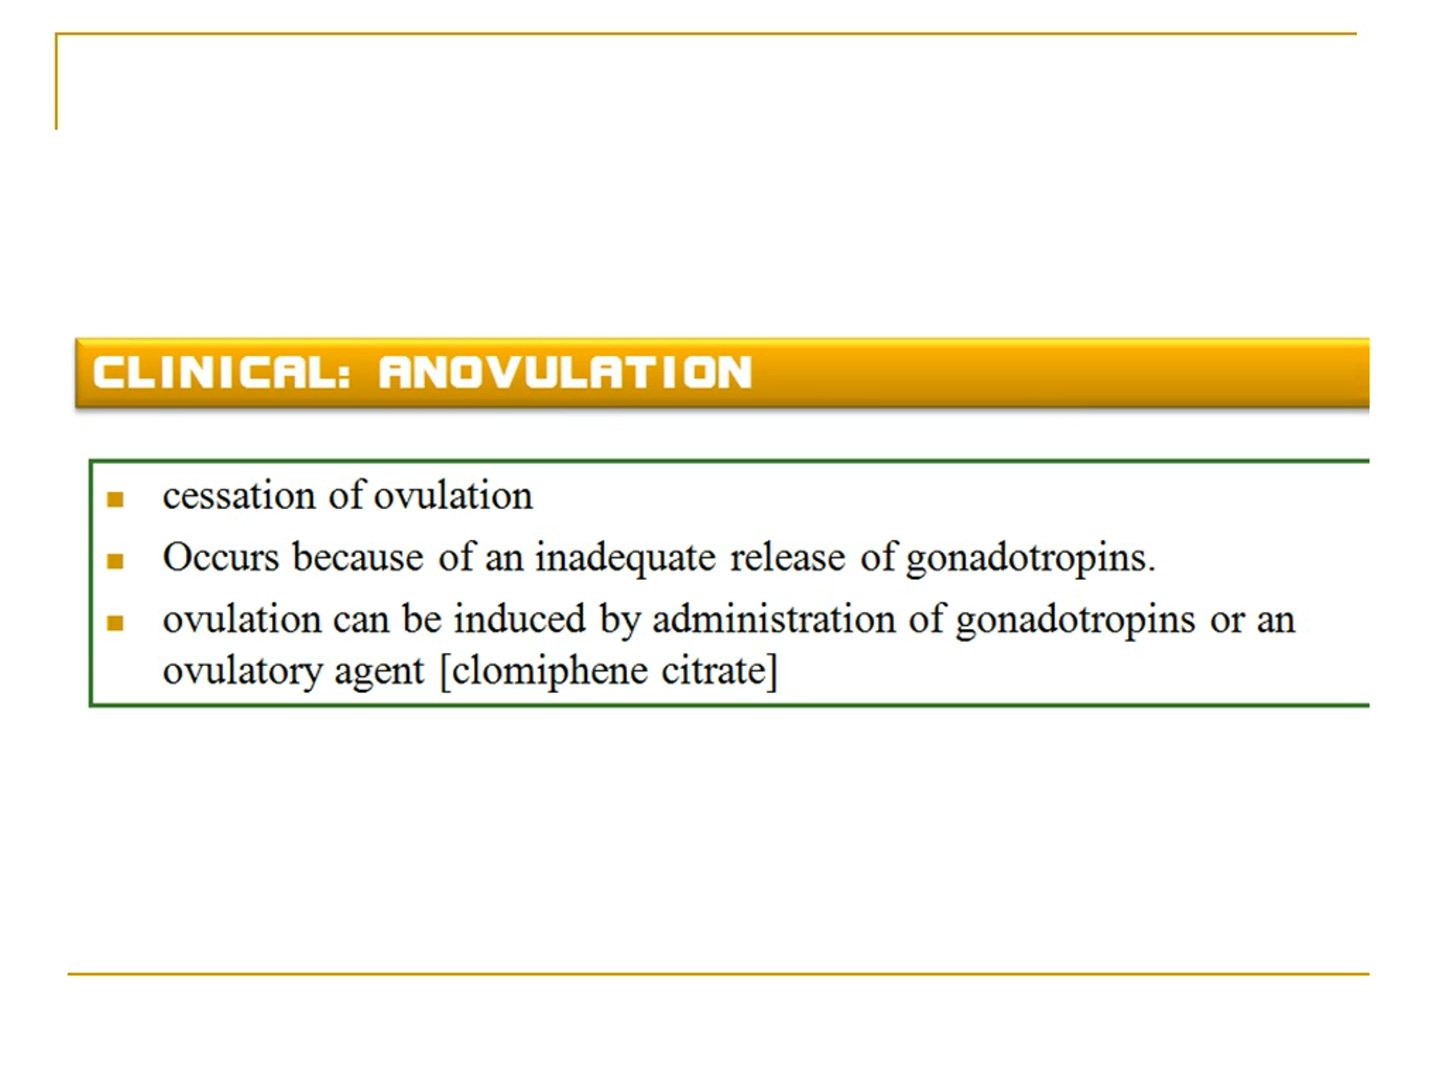 CLINICAL: ANOVULATION
cessation of ovulation
Occurs because of an inadequate release of gonadotropins.
ovulation can be induced by administration of gonadotropins or an
ovulatory agent [clomiphene citrate]